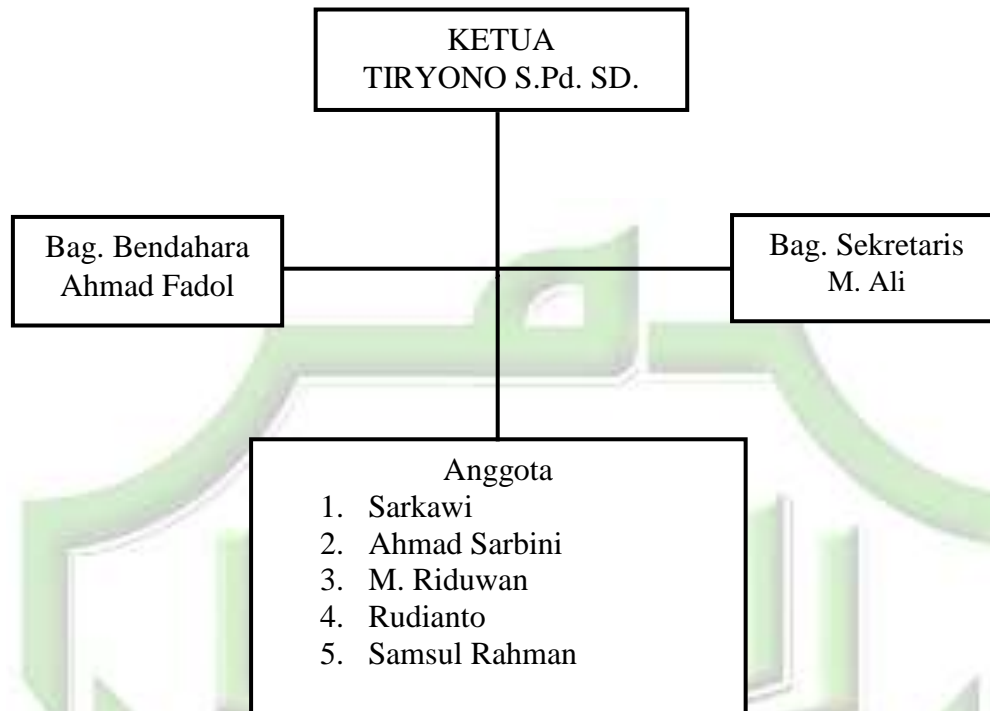 KETUA
TIRYONO S.Pd. SD.
Bag. Bendahara
Ahmad Fadol
Bag. Sekretaris
M. Ali
Anggota
1. Sarkawi
2. Ahmad Sarbini
3. M. Riduwan
4. Rudianto
5. Samsul Rahman